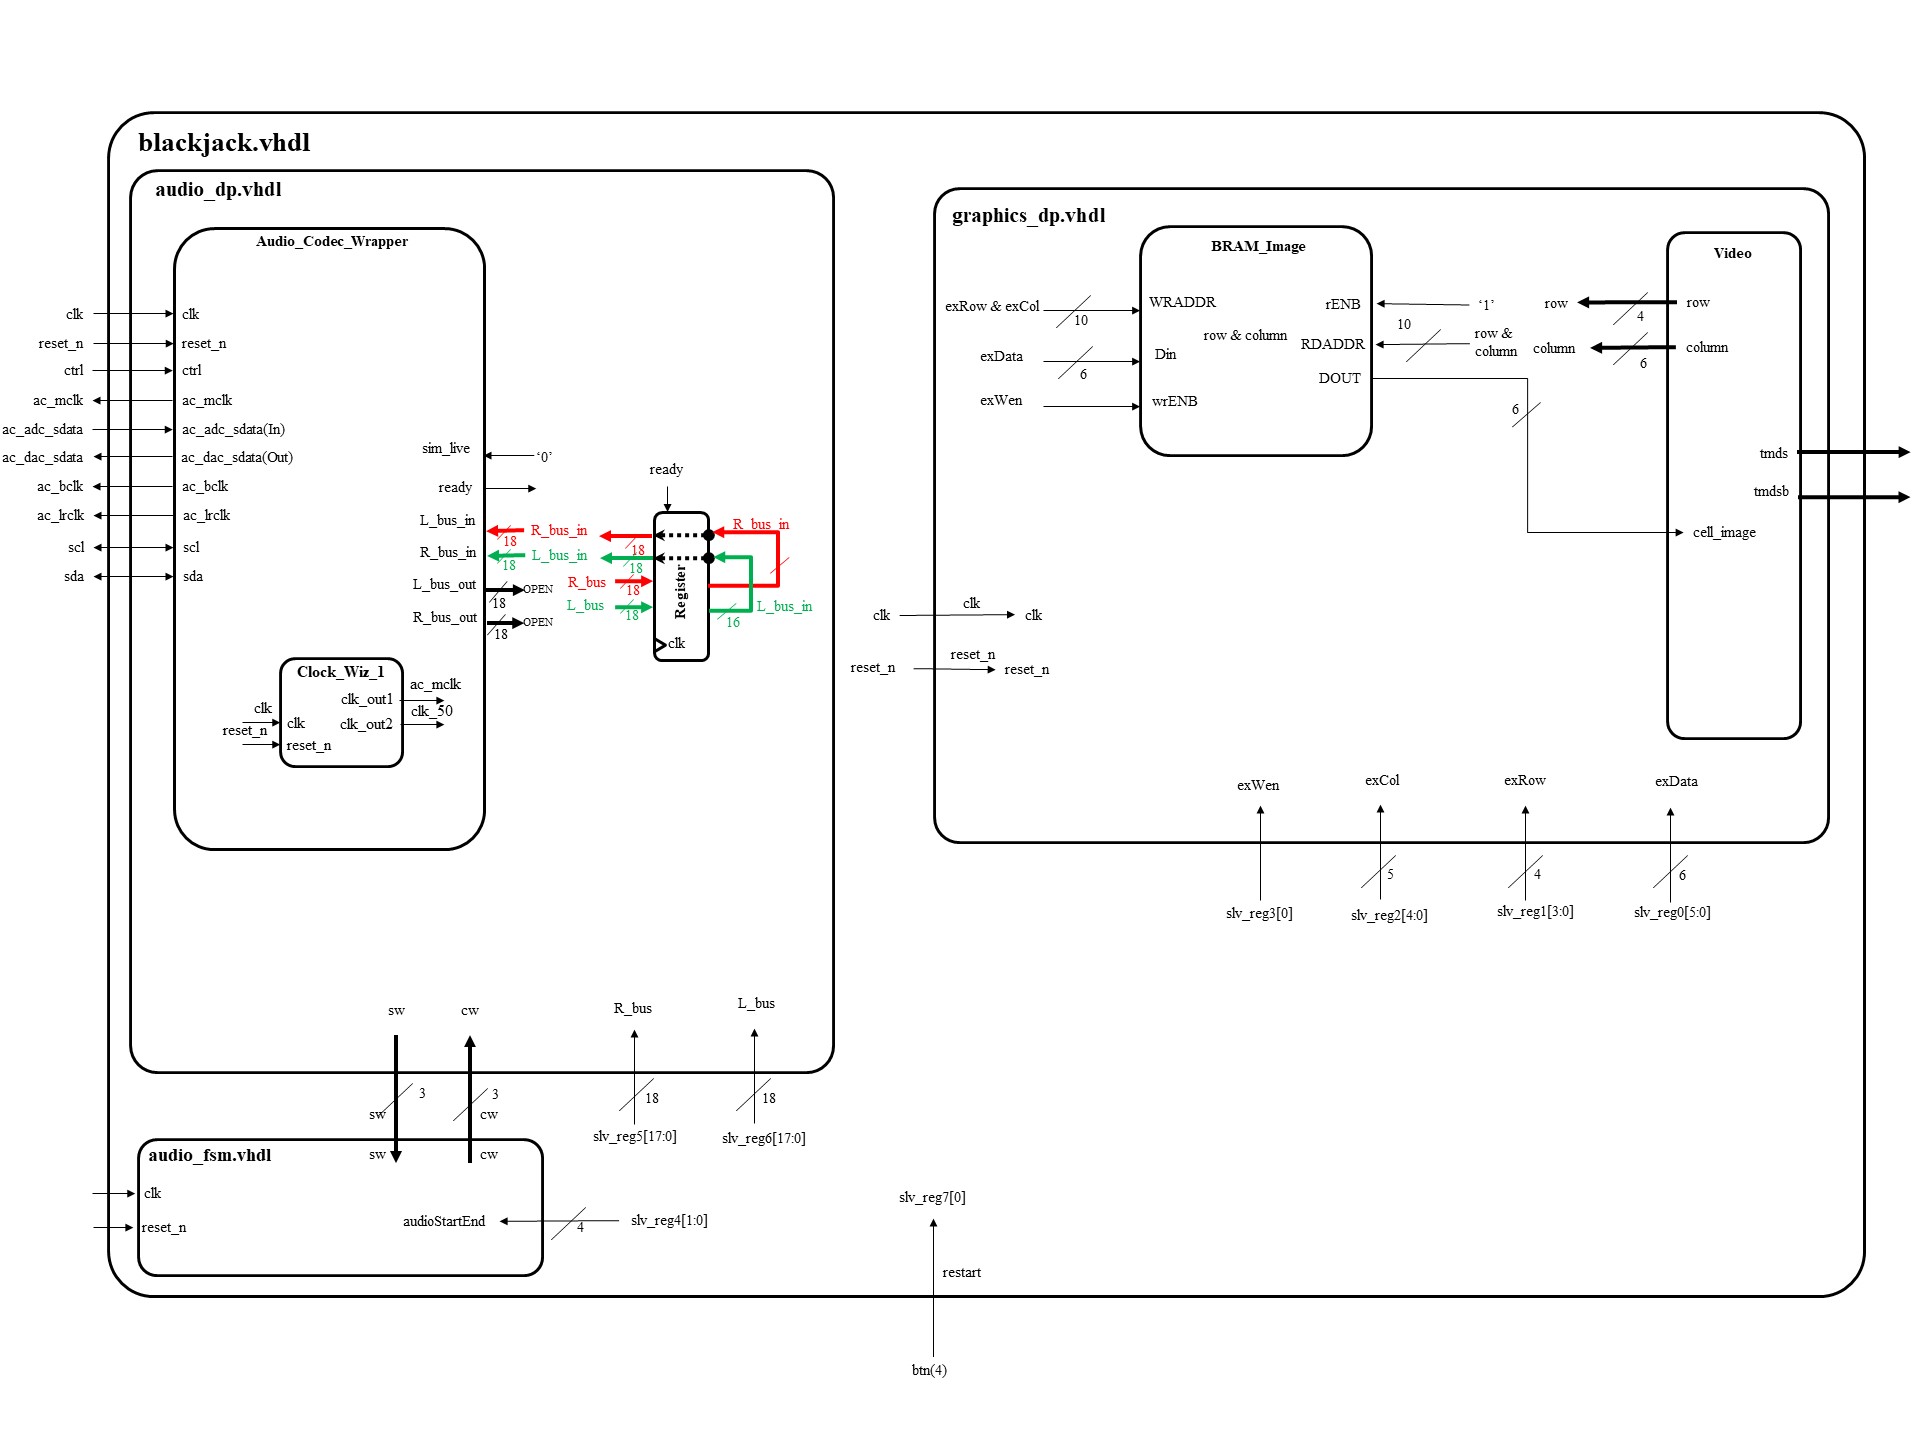 blackjack.vhdl
audio_dp.vhdl
Audio_Codec_Wrapper
clk
clk
reset_n
reset_n
ctrl
ctrl
ac_mclk
ac_mclk
ac_adc_sdata
ac_adc_sdata(In)
ac_dac_sdata
ac_dac_sdata(Out)
ac_bclk
ac_bclk
ac_lrclk
ac_lrclk
scl
scl
sda
sda
sim_live
‘0’
ready
L_bus_in
R_bus_in
L_bus_out
R_bus_out
18
R_bus_in
18
L_bus_in
18
OPEN
18
OPEN
ready
18
18
R_bus
18
L_bus
18
Register
clk
R_bus_in
L_bus_in
16
Clock_Wiz_1
clk
clk
reset_n
reset_n
clk_out1
clk_out2
ac_mclk
clk_50
sw
cw
R_bus
L_bus
3
3
sw
cw
18
18
slv_reg5[17:0]
slv_reg6[17:0]
audio_fsm.vhdl
sw
cw
clk
reset_n
audioStartEnd
4
slv_reg4[1:0]
graphics_dp.vhdl
BRAM_Image
exRow & exCol
10
WRADDR
exData
6
Din
exWen
wrENB
row & column
rENB
RDADDR
DOUT
‘1’
10
row &
column
6
Video
row
4
row
column
6
column
tmds
tmdsb
cell_image
clk
clk
clk
reset_n
reset_n
reset_n
exWen
exCol
exRow
exData
5
4
6
slv_reg3[0]
slv_reg2[4:0]
slv_reg1[3:0]
slv_reg0[5:0]
slv_reg7[0]
restart
btn(4)